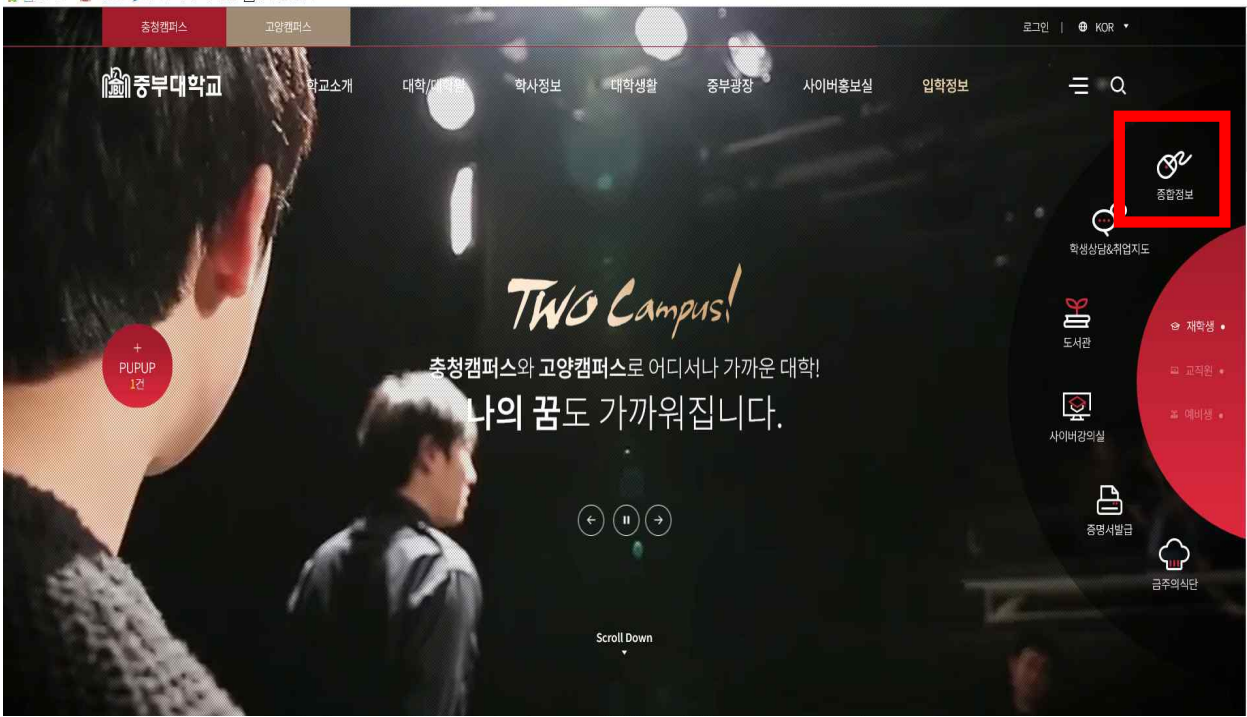 충청캠퍼스
고양캠퍼스
로그인 | KOR
JBU 중부대학교
학교소개
대학/대학원
학사정보
대학생활
중부광장
사이버홍보실
입학정보
종합정보
학생상담&취업지도
도서관
사이버강의실
증명서발급
금주의식단
재학생
교직원
예비생
+
PUPUP
1건
TWO Campus!
충청캠퍼스와 고양캠퍼스로 어디서나 가까운 대학!
나의 꿈도 가까워집니다.
Scroll Down